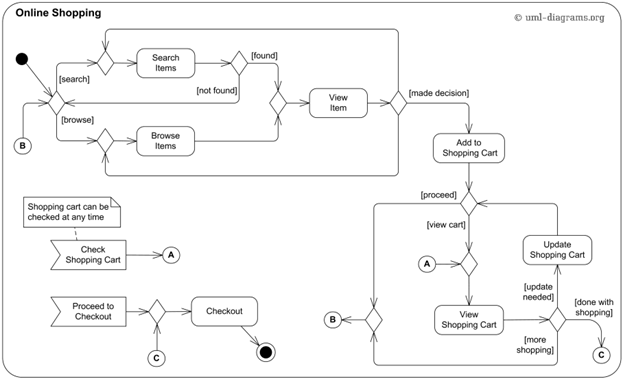 Online Shopping
© uml-diagrams.org
Search
Items
[found]
[search]
[not found]
View
Item
[made decision]
[browse]
B
Browse
Items
Add to
Shopping Cart
Shopping cart can be
checked at any time
[proceed]
[view cart]
Check
Shopping Cart
A
A
Update
Shopping Cart
[update
needed]
[done with
shopping]
Proceed to
Checkout
Checkout
B
View
Shopping Cart
[more
shopping]
C
C